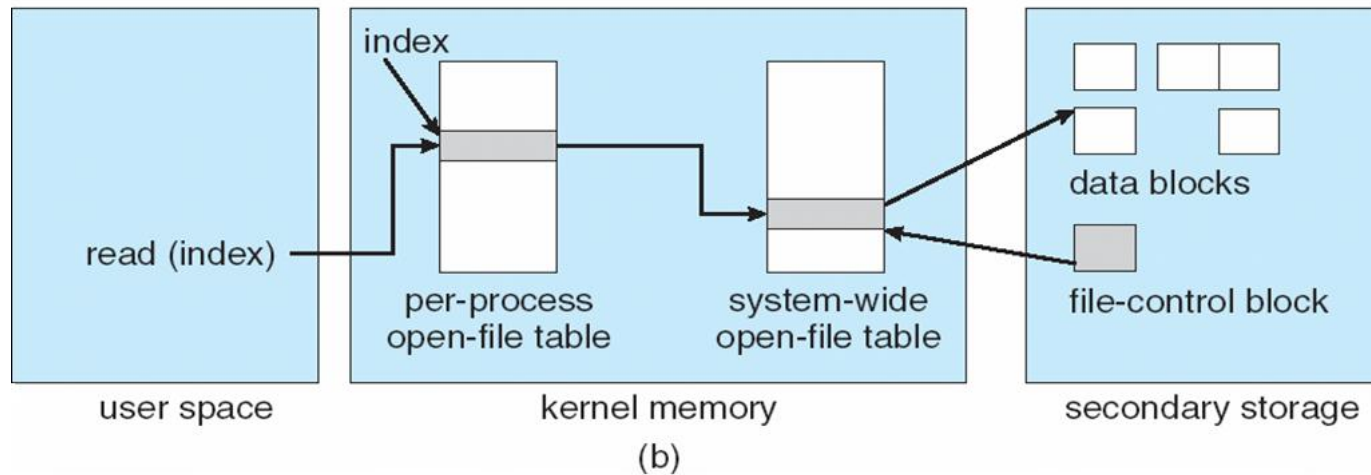 index
read (index)
per-process
open-file table
system-wide
open-file table
data blocks
file-control block
user space
kernel memory
secondary storage
(b)